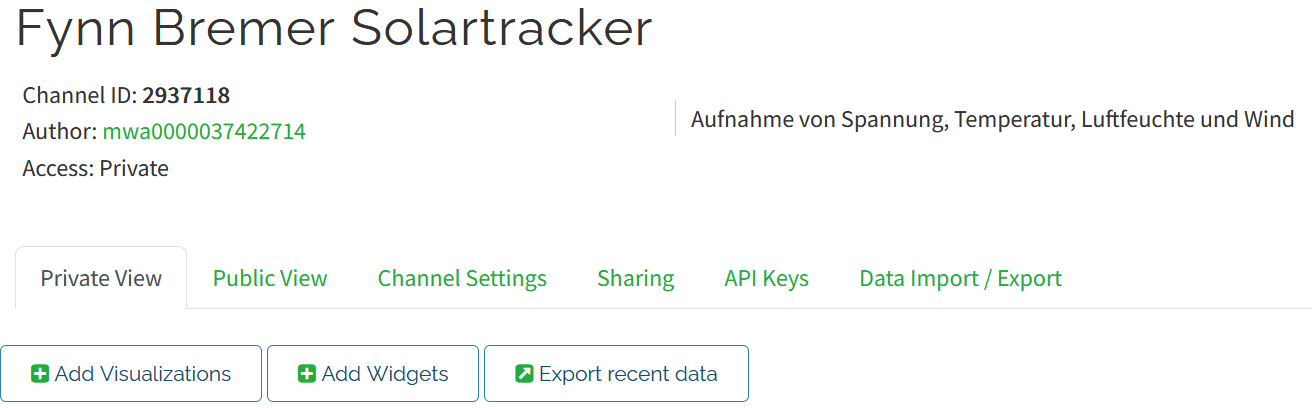 Fynn Bremer Solartracker
Channel ID: 2937118
Author: mwa0000037422714
Access: Private
Aufnahme von Spannung, Temperatur, Luftfeuchte und Wind
Private View
Public View
Channel Settings
Sharing
API Keys
Data Import / Export
Add Visualizations
Add Widgets
Export recent data